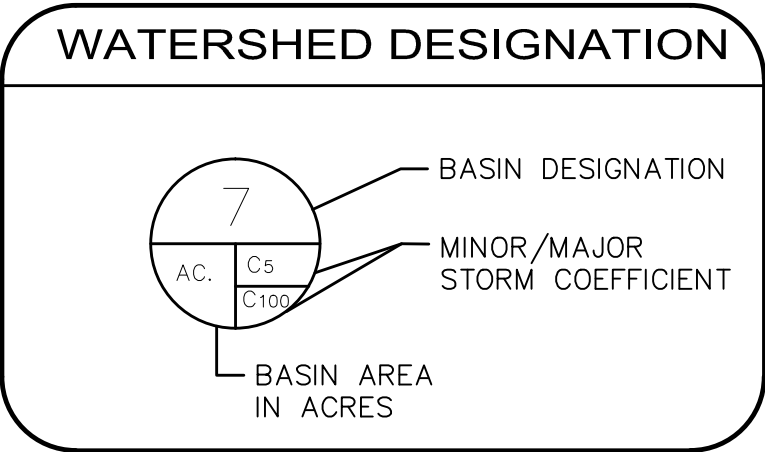 WATERSHED DESIGNATION
7
BASIN DESIGNATION
AC.
C5
C100
MINOR/MAJOR
STORM COEFFICIENT
BASIN AREA
IN ACRES